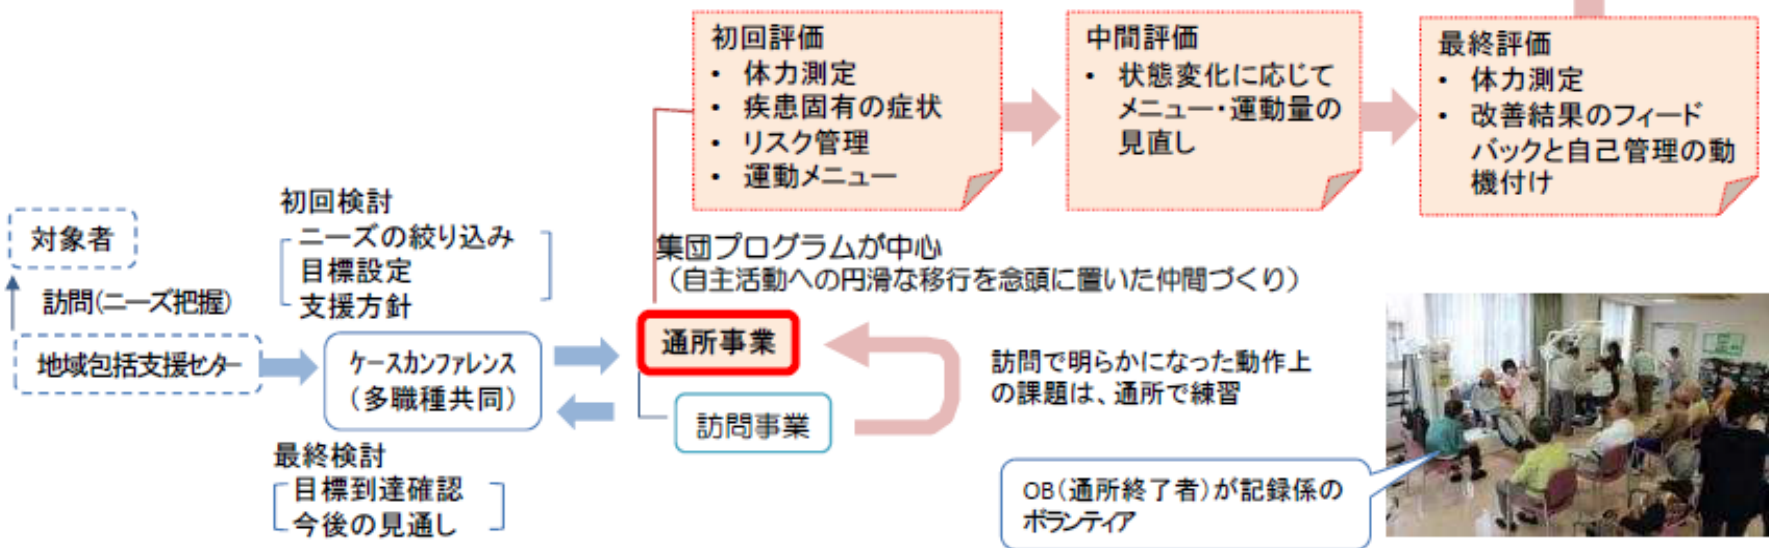 初回評価
• 体力測定
• 疾患固有の症状
• リスク管理
• 運動メニュー
中間評価
• 状態変化に応じて
メニュー・運動量の
見直し
最終評価
• 体力測定
• 改善結果のフィード
バックと自己管理の動
機付け
対象者
訪問(ニーズ把握)
地域包括支援センター
初回検討
ニーズの絞り込み
目標設定
支援方針
ケースカンファレンス
(多職種共同)
最終検討
目標到達確認
今後の見通し
集団プログラムが中心
(自主活動への円滑な移行を念頭に置いた仲間づくり)
通所事業
訪問事業
訪問で明らかになった動作上
の課題は、通所で練習
OB(通所終了者)が記録係の
ボランティア